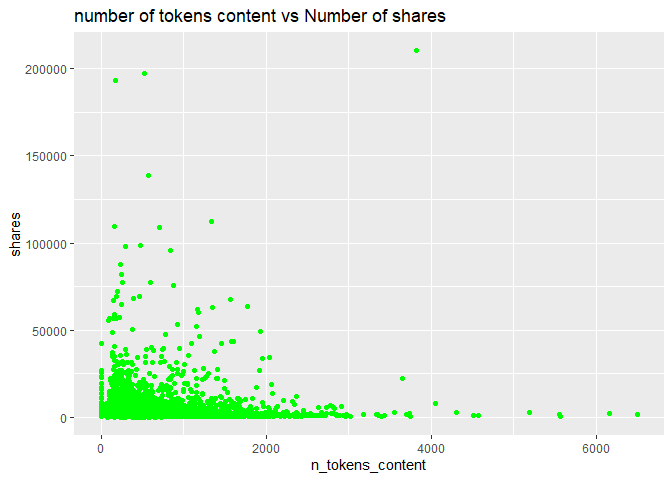 number of tokens content vs Number of shares
200000
150000
100000
50000
0
shares
0 2000 4000 6000
n_tokens_content